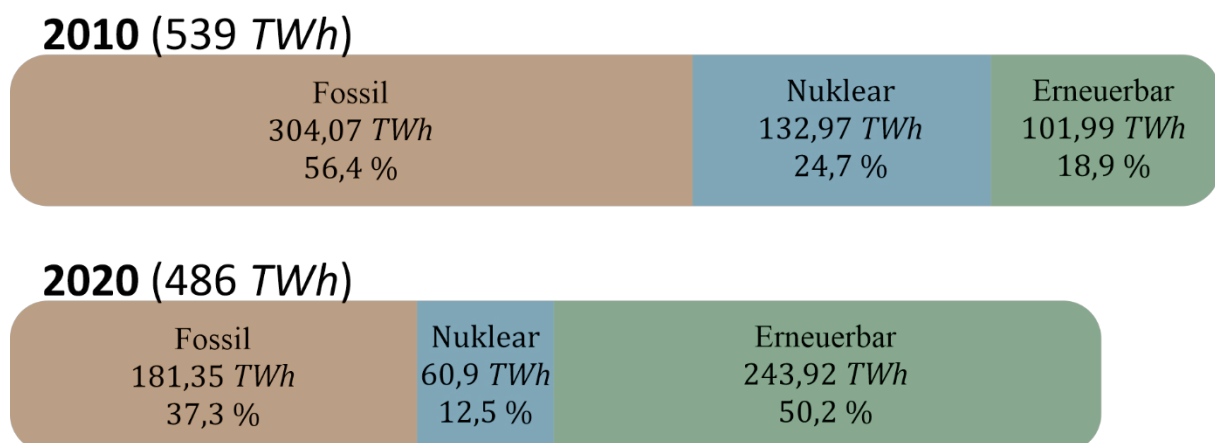 2010 (539 TWh)
Fossil
304,07 TWh
56,4 %
Nuklear
132,97 TWh
24,7 %
Erneuerbar
101,99 TWh
18,9 %
2020 (486 TWh)
Fossil
181,35 TWh
37,3 %
Nuklear
60,9 TWh
12,5 %
Erneuerbar
243,92 TWh
50,2 %